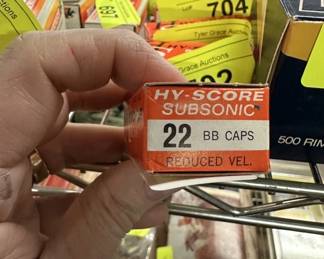 704
Tyler Grace Auctions
Grace Auctions
HY-SCORE
SUBSONIC
22 BB CAPS
REDUCED VEL.
500 RIM